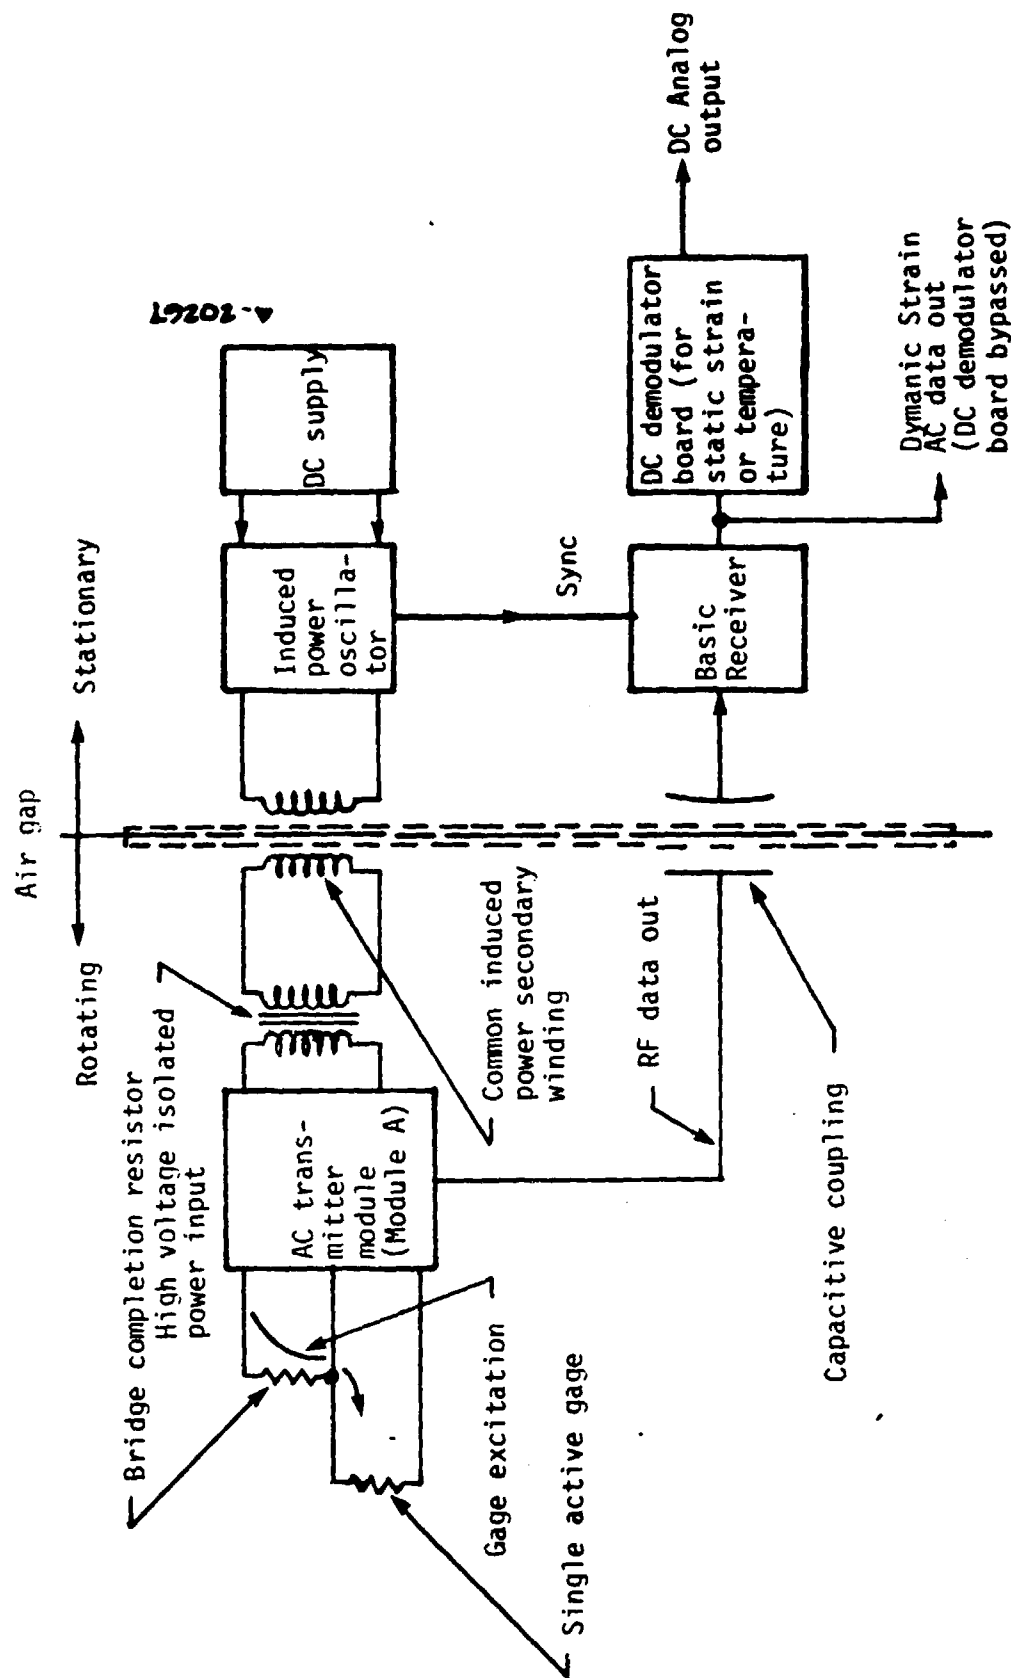 Air gap
Rotating
Stationary
Bridge completion resistor
High voltage isolated
power input
A-20267
AC trans-
mitter
module
(Module A)
Induced
power
oscilla-
tor
DC supply
Common induced
power secondary
winding
Gage excitation
Single active gage
Sync
RF data out
Capacitive coupling
Basic
Receiver
DC demodulator
board (for
static strain
or tempera-
ture)
DC Analog
output
Dymanic Strain
AC data out
(DC demodulator
board bypassed)